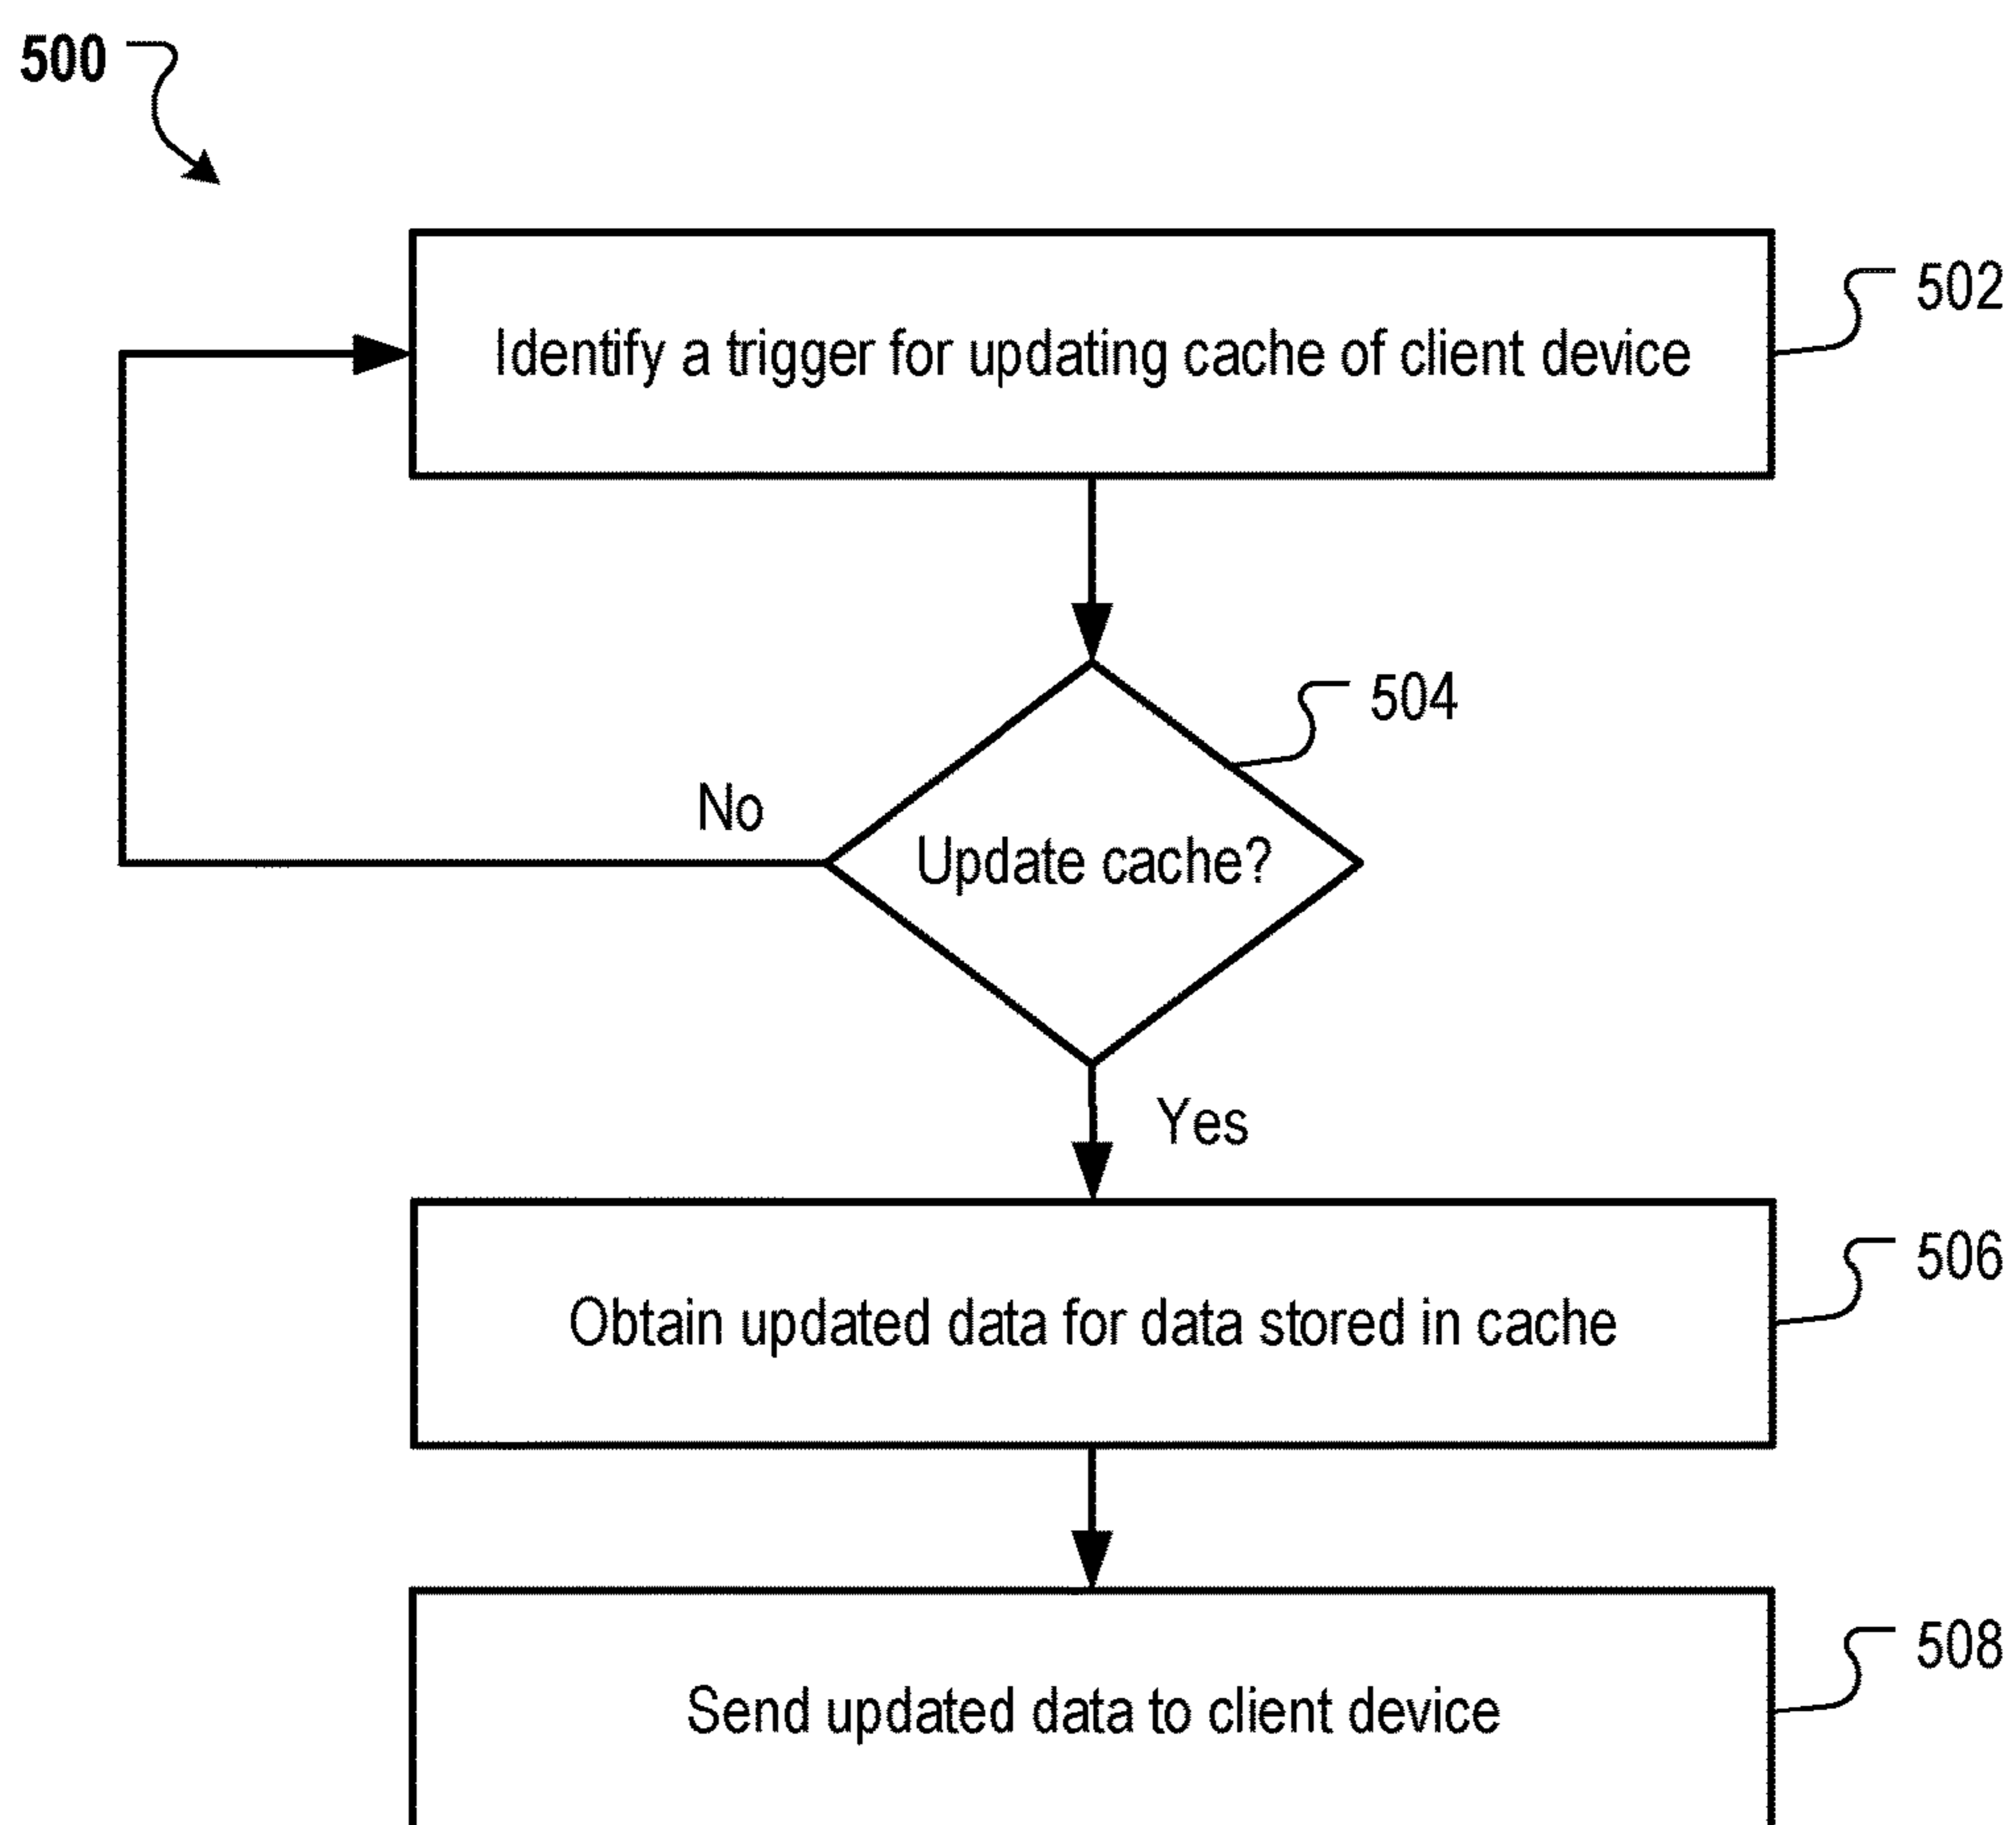 500
502
Identify a trigger for updating cache of client device
504
No
Update cache?
Yes
506
Obtain updated data for data stored in cache
508
Send updated data to client device